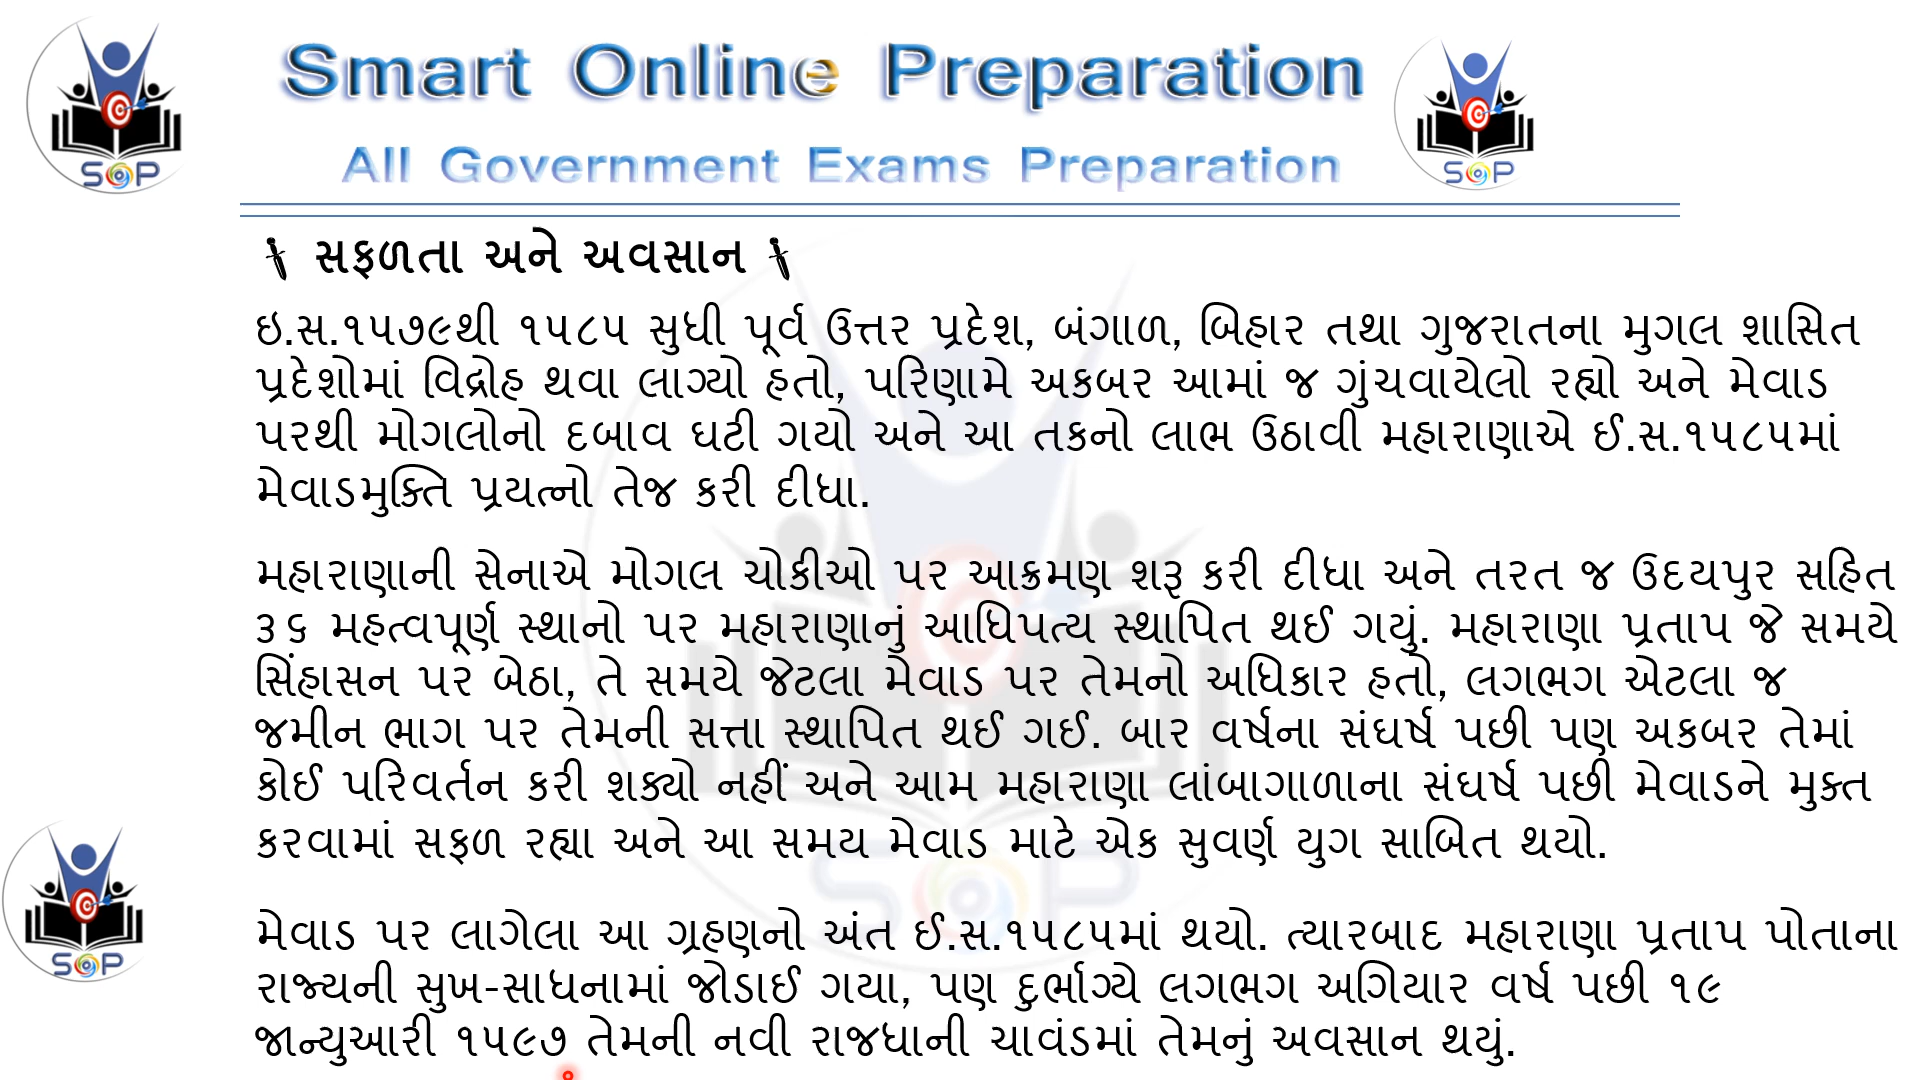 Smart Online Preparation
All Government Exams Preparation
SOP
SOP
સફળતા અને અવસાન
ઇ.સ.૧૫૭૯થી ૧૫૮૫ સુધી પૂર્વ ઉત્તર પ્રદેશ, બંગાળ, બિહાર તથા ગુજરાતના મુગલ શાસિત
પ્રદેશોમાં વિદ્રોહ થવા લાગ્યો હતો, પરિણામે અકબર આમાં જ ગુંચવાયેલો રહ્યો અને મેવાડ
પરથી મોગલોનો દબાવ ઘટી ગયો અને આ તકનો લાભ ઉઠાવી મહારાણાએ ઈ.સ.૧૫૮૫માં
મેવાડમુક્તિ પ્રયત્નો તેજ કરી દીધા.
મહારાણાની સેનાએ મોગલ ચોકીઓ પર આક્રમણ શરૂ કરી દીધા અને તરત જ ઉદયપુર સહિત
૩૬ મહત્વપૂર્ણ સ્થાનો પર મહારાણાનું આધિપત્ય સ્થાપિત થઈ ગયું. મહારાણા પ્રતાપ જે સમયે
સિંહાસન પર બેઠા, તે સમયે જેટલા મેવાડ પર તેમનો અધિકાર હતો, લગભગ એટલા જ
જમીન ભાગ પર તેમની સત્તા સ્થાપિત થઈ ગઈ. બાર વર્ષના સંઘર્ષ પછી પણ અકબર તેમાં
કોઈ પરિવર્તન કરી શક્યો નહીં અને આમ મહારાણા લાંબાગાળાના સંઘર્ષ પછી મેવાડને મુક્ત
કરવામાં સફળ રહ્યા અને આ સમય મેવાડ માટે એક સુવર્ણ યુગ સાબિત થયો.
મેવાડ પર લાગેલા આ ગ્રહણનો અંત ઈ.સ.૧૫૮૫માં થયો. ત્યારબાદ મહારાણા પ્રતાપ પોતાના
રાજ્યની સુખ-સાધનામાં જોડાઈ ગયા, પણ દુર્ભાગ્યે લગભગ અગિયાર વર્ષ પછી ૧૯
જાન્યુઆરી ૧૫૯૭ તેમની નવી રાજધાની ચાવંડમાં તેમનું અવસાન થયું.
SOP
SOP